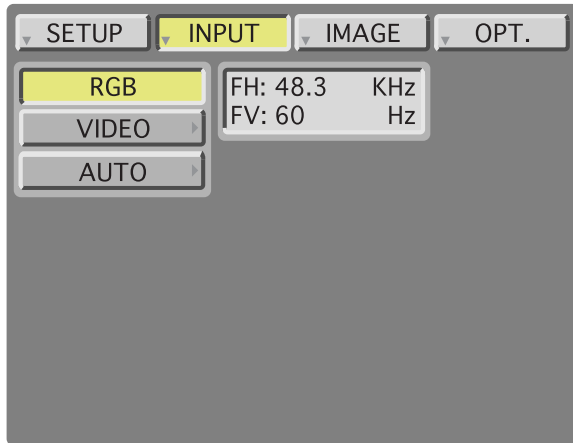 SETUP INPUT IMAGE OPT.
RGB
VIDEO
AUTO
FH: 48.3 KHz
FV: 60 Hz